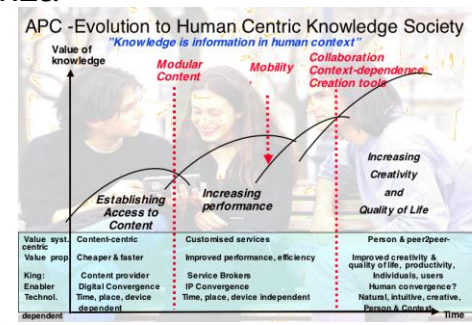 APC -Evolution to Human Centric Knowledge Society
"Knowledge is information in human context"
Value of
knowledge
Modular
Content
Mobility
Collaboration
Context-dependence
Creation tools
Establishing
Access to
Content
Increasing
performance
Increasing
Creativity
and
Quality of Life
Value syst. Content-centric Customised services Person & peer2peer-
centric
Value prop Cheaper & faster Improved performance, efficiency Improved creativity &
quality of life, productivity,
King: Content provider Service Brokers Individuals, users
Enabler Digital Convergence IP Convergence Human convergence?
Technol. Time, place, device Time, place, device independent Natural, intuitive, creative,
dependent Person & Context
dependent
Time